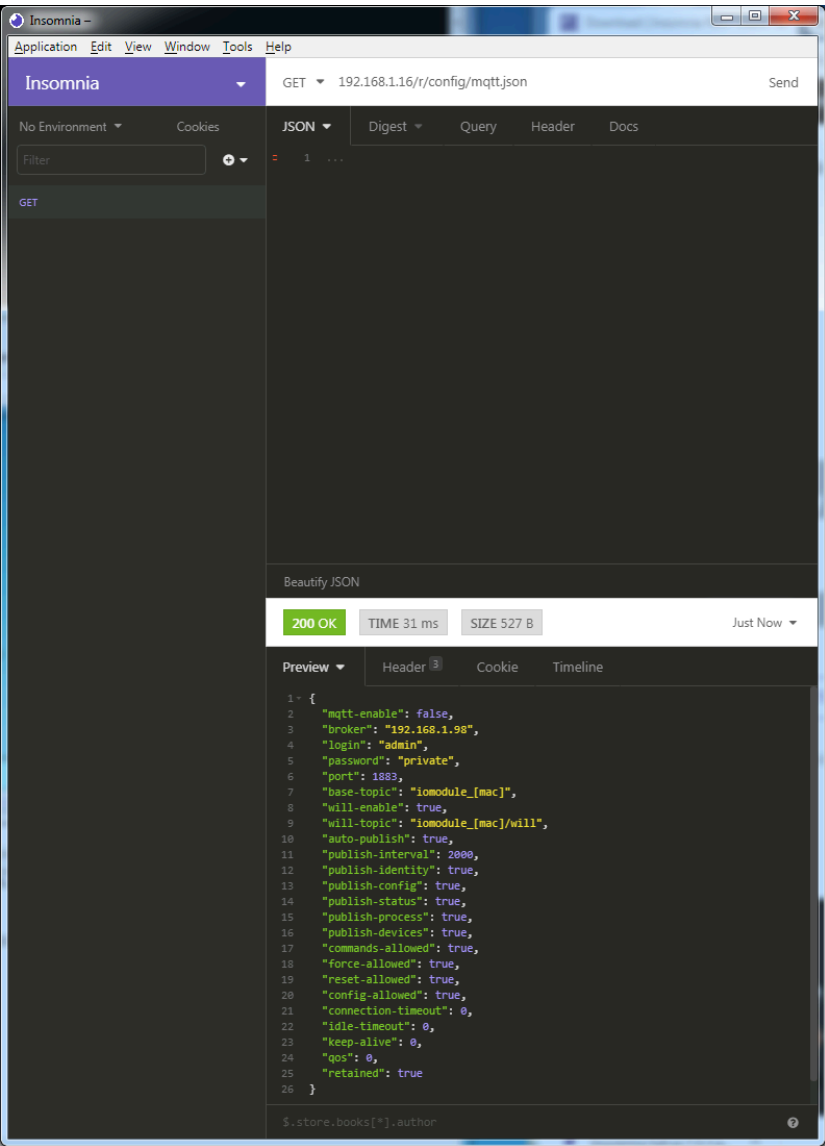 Insomnia –
Application Edit View Window Tools Help
Insomnia
GET 192.168.1.16/r/config/mqtt.json Send
No Environment Cookies
JSON Digest Query Header Docs
Filter
1 ...
GET
Beautify JSON
200 OK TIME 31 ms SIZE 527 B Just Now
Preview Header 3 Cookie Timeline
1 {
2 "mqtt-enable": false,
3 "broker": "192.168.1.98",
4 "login": "admin",
5 "password": "private",
6 "port": 1883,
7 "base-topic": "iomodule_[mac]",
8 "will-enable": true,
9 "will-topic": "iomodule_[mac]/will",
10 "auto-publish": true,
11 "publish-interval": 2000,
12 "publish-identity": true,
13 "publish-config": true,
14 "publish-status": true,
15 "publish-process": true,
16 "publish-devices": true,
17 "commands-allowed": true,
18 "force-allowed": true,
19 "reset-allowed": true,
20 "config-allowed": true,
21 "connection-timeout": 0,
22 "idle-timeout": 0,
23 "keep-alive": 0,
24 "qos": 0,
25 "retained": true
26 }
$.store.books[*].author